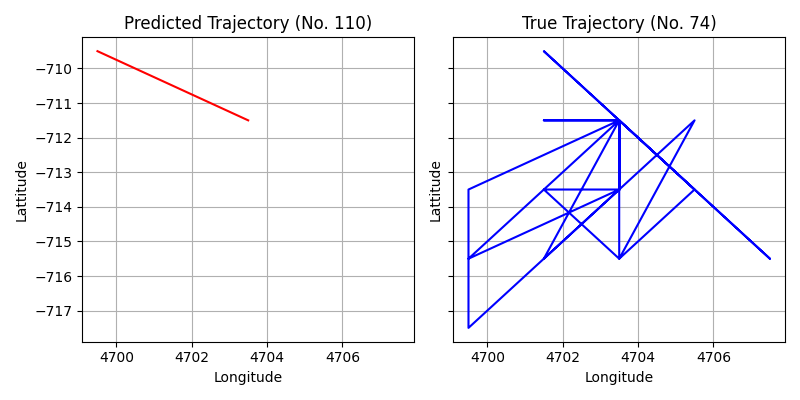 Predicted Trajectory (No. 110)
True Trajectory (No. 74)
−710
−711
−712
−713
−714
−715
−716
−717
Lattitude
Lattitude
4700
4702
4704
4706
4700
4702
4704
4706
Longitude
Longitude